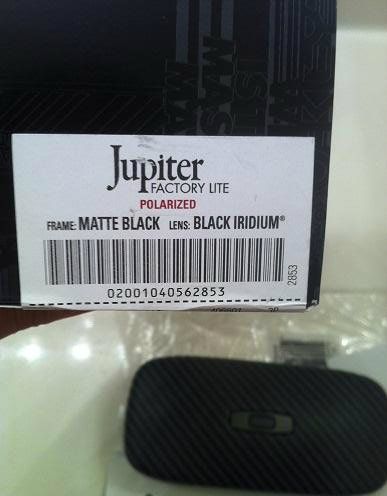 Jupiter
FACTORY LITE
POLARIZED
FRAME: MATTE BLACK LENS: BLACK IRIDIUM®
02001040562853
2853